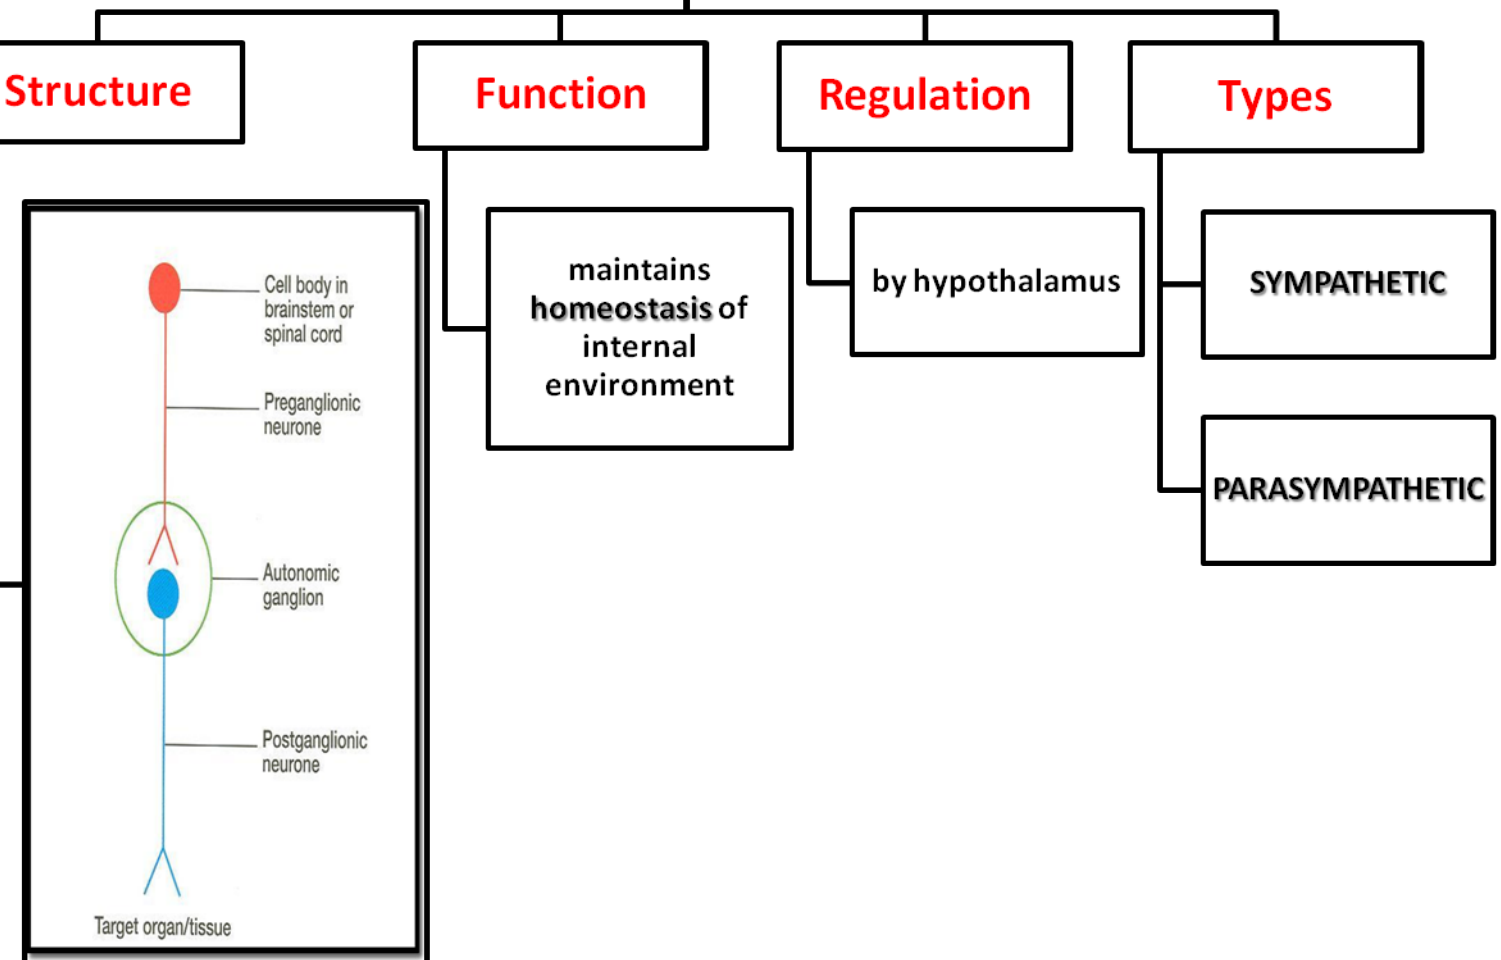 Structure
Function
Regulation
Types
Cell body in
brainstem or
spinal cord
Preganglionic
neurone
Autonomic
ganglion
Postganglionic
neurone
Target organ/tissue
maintains
homeostasis of
internal
environment
by hypothalamus
SYMPATHETIC
PARASYMPATHETIC